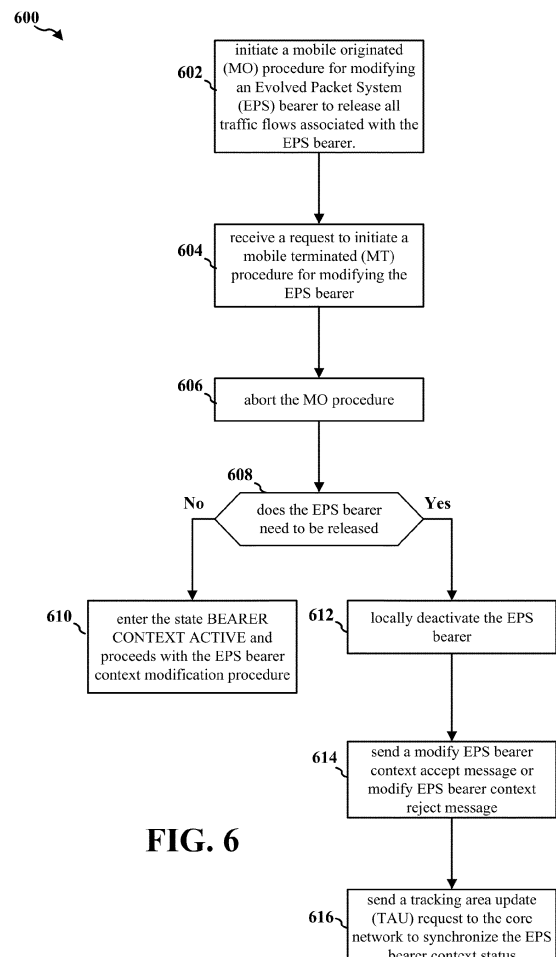 600
602
initiate a mobile originated
(MO) procedure for modifying
an Evolved Packet System
(EPS) bearer to release all
traffic flows associated with the
EPS bearer.
604
receive a request to initiate a
mobile terminated (MT)
procedure for modifying the
EPS bearer
606
abort the MO procedure
608
does the EPS bearer
need to be released
No
Yes
610
enter the state BEARER
CONTEXT ACTIVE and
proceeds with the EPS bearer
context modification procedure
612
locally deactivate the EPS
bearer
614
send a modify EPS bearer
context accept message or
modify EPS bearer context
reject message
FIG. 6
616
send a tracking area update
(TAU) request to the core
network to synchronize the EPS
bearer context status